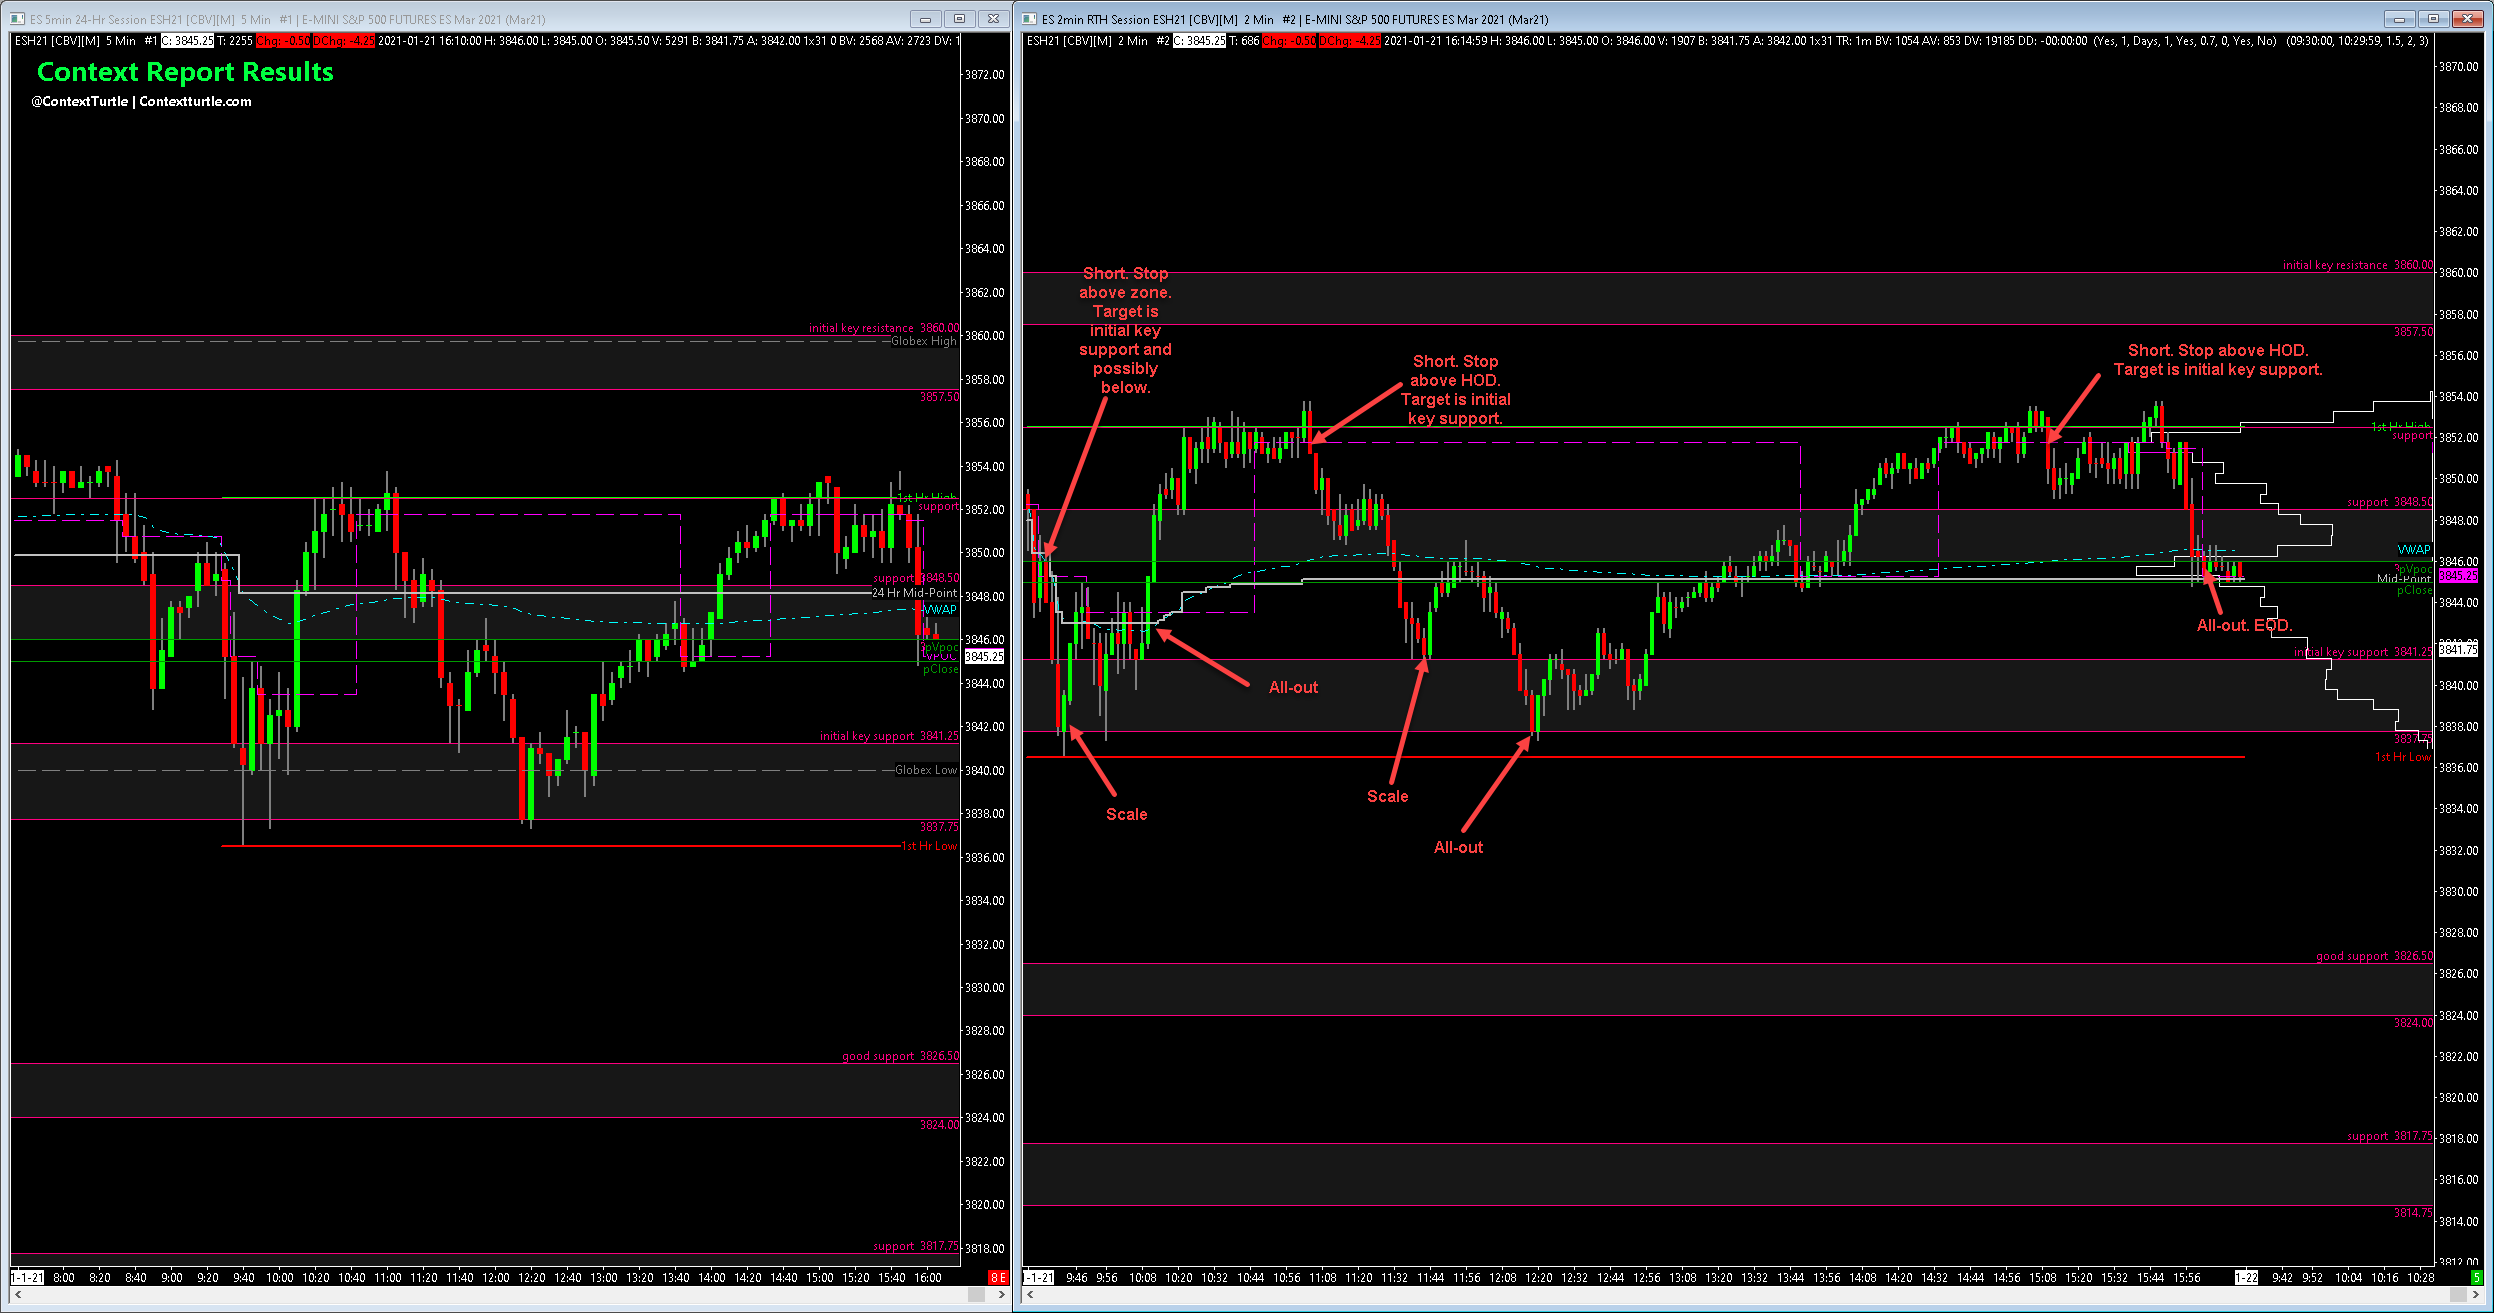 ES 5min 24-Hr Session ESH21 [CBV][M] 5 Min #1 | E-MINI S&P 500 FUTURES ES Mar 2021 (Mar21)
ESH21 [CBV][M] 5 Min #1 C: 3845.25 T: 2255 Chg: -0.50 DChg: -4.25 2021-01-21 16:10:00 H: 3846.00 L: 3845.00 O: 3845.50 V: 5291 B: 3841.75 A: 3842.00 1x31 0 BV: 2568 AV: 2723 DV: 1
Context Report Results
@ContextTurtle | Contextturtle.com
initial key resistance 3860.00
Globex High
3857.50
1st Hr High
support
support 3848.50
24 Hr Mid-Point
VWAP
pVpoc
VPOC
pClose
initial key support 3841.25
Globex Low
3837.75
1st Hr Low
good support 3826.50
3824.00
support 3817.75
3872.00
3870.00
3868.00
3866.00
3864.00
3862.00
3860.00
3858.00
3856.00
3854.00
3852.00
3850.00
3848.00
3846.00
3845.25
3844.00
3842.00
3840.00
3838.00
3836.00
3834.00
3832.00
3830.00
3828.00
3826.00
3824.00
3822.00
3820.00
3818.00
1-1-21 8:00 8:20 8:40 9:00 9:20 9:40 10:00 10:20 10:40 11:00 11:20 11:40 12:00 12:20 12:40 13:00 13:20 13:40 14:00 14:20 14:40 15:00 15:20 15:40 16:00 8 E
ES 2min RTH Session ESH21 [CBV][M] 2 Min #2 | E-MINI S&P 500 FUTURES ES Mar 2021 (Mar21)
ESH21 [CBV][M] 2 Min #2 C: 3845.25 T: 686 Chg: -0.50 DChg: -4.25 2021-01-21 16:14:59 H: 3846.00 L: 3845.00 O: 3846.00 V: 1907 B: 3841.75 A: 3842.00 1x31 TR: 1m BV: 1054 AV: 853 DV: 19185 DD: -00:00:00 (Yes, 1, Days, 1, Yes, 0.7, 0, Yes, No) (09:30:00, 10:29:59, 1.5, 2, 3)
Short. Stop
above zone.
Target is
initial key
support and
possibly
below.
Short. Stop
above HOD.
Target is initial
key support.
Short. Stop above HOD.
Target is initial key support.
All-out
Scale
Scale
All-out
All-out. EOD.
initial key resistance 3860.00
3857.50
1st Hr High
support
support 3848.50
VWAP
pVpoc
Mid-Point
pClose
initial key support 3841.25
3837.75
1st Hr Low
good support 3826.50
3824.00
support 3817.75
3814.75
3870.00
3868.00
3866.00
3864.00
3862.00
3860.00
3858.00
3856.00
3854.00
3852.00
3850.00
3848.00
3846.00
3845.25
3844.00
3841.75
3840.00
3838.00
3836.00
3834.00
3832.00
3830.00
3828.00
3826.00
3824.00
3822.00
3820.00
3818.00
3816.00
3814.00
3812.00
1-1-21 9:46 9:56 10:08 10:20 10:32 10:44 10:56 11:08 11:20 11:32 11:44 11:56 12:08 12:20 12:32 12:44 12:56 13:08 13:20 13:32 13:44 13:56 14:08 14:20 14:32 14:44 14:56 15:08 15:20 15:32 15:44 15:56 1-22 9:42 9:52 10:04 10:16 10:28 5